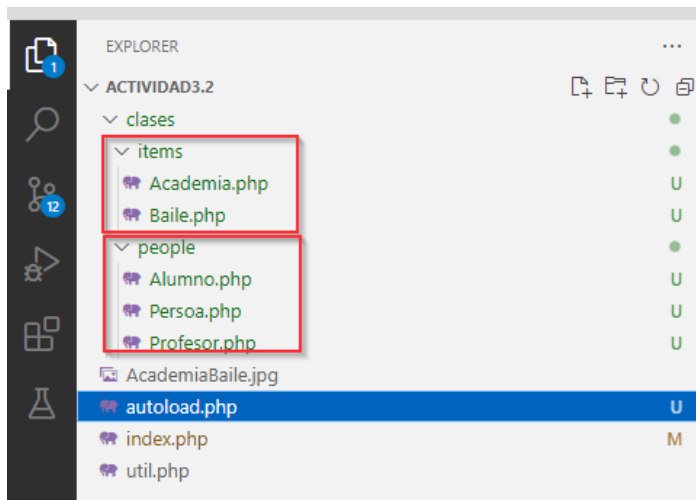 EXPLORER
1
ACTIVIDAD3.2
clases
items
Academia.php U
Baile.php U
12
people
Alumno.php U
Persoa.php U
Profesor.php U
AcademiaBaile.jpg
autoload.php U
index.php M
util.php